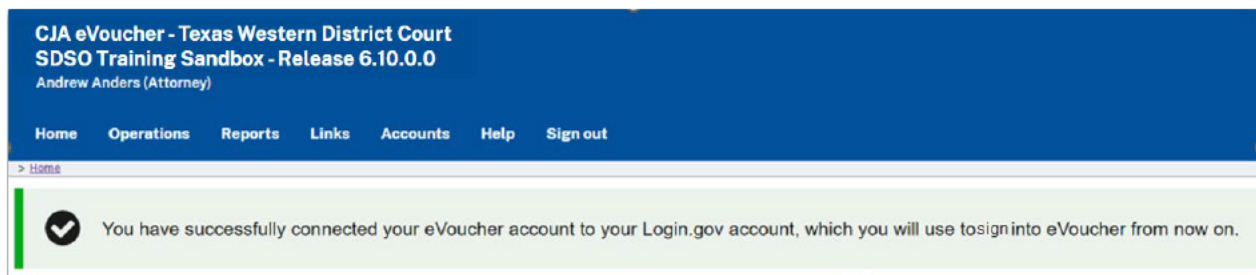 CJA eVoucher - Texas Western District Court
SDSO Training Sandbox - Release 6.10.0.0
Andrew Anders (Attorney)
Home Operations Reports Links Accounts Help Sign out
> Home
You have successfully connected your eVoucher account to your Login.gov account, which you will use tosign into eVoucher from now on.